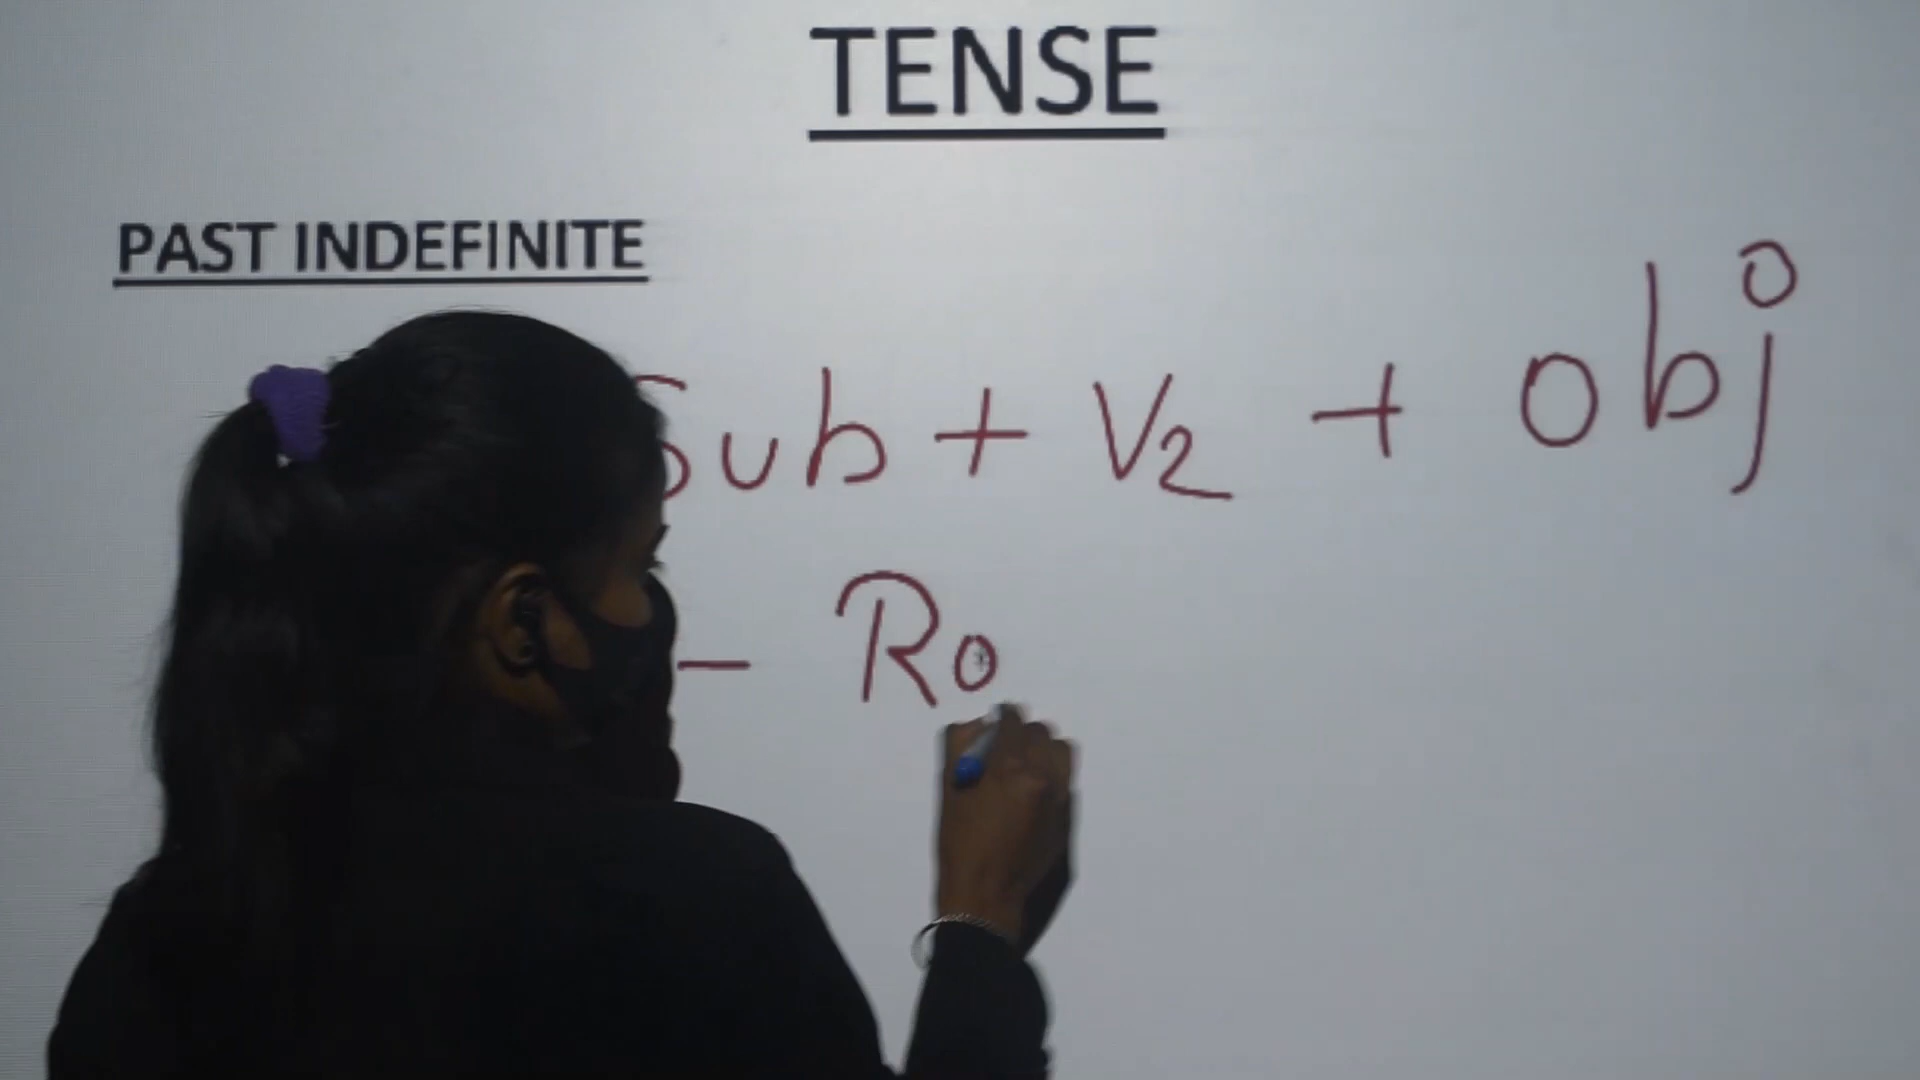 TENSE
PAST INDEFINITE
Sub + V2 + obj
– Ro